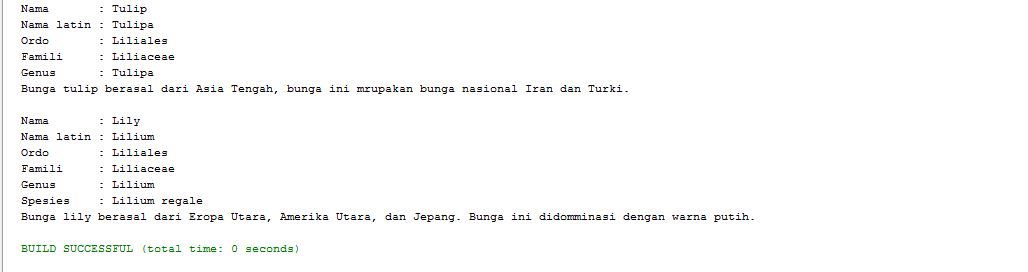 Nama       : Tulip
Nama latin : Tulipa
Ordo       : Liliales
Famili     : Liliaceae
Genus      : Tulipa
Bunga tulip berasal dari Asia Tengah, bunga ini mrupakan bunga nasional Iran dan Turki.
Nama       : Lily
Nama latin : Lilium
Ordo       : Liliales
Famili     : Liliaceae
Genus      : Lilium
Spesies    : Lilium regale
Bunga lily berasal dari Eropa Utara, Amerika Utara, dan Jepang. Bunga ini didomminasi dengan warna putih.
BUILD SUCCESSFUL (total time: 0 seconds)